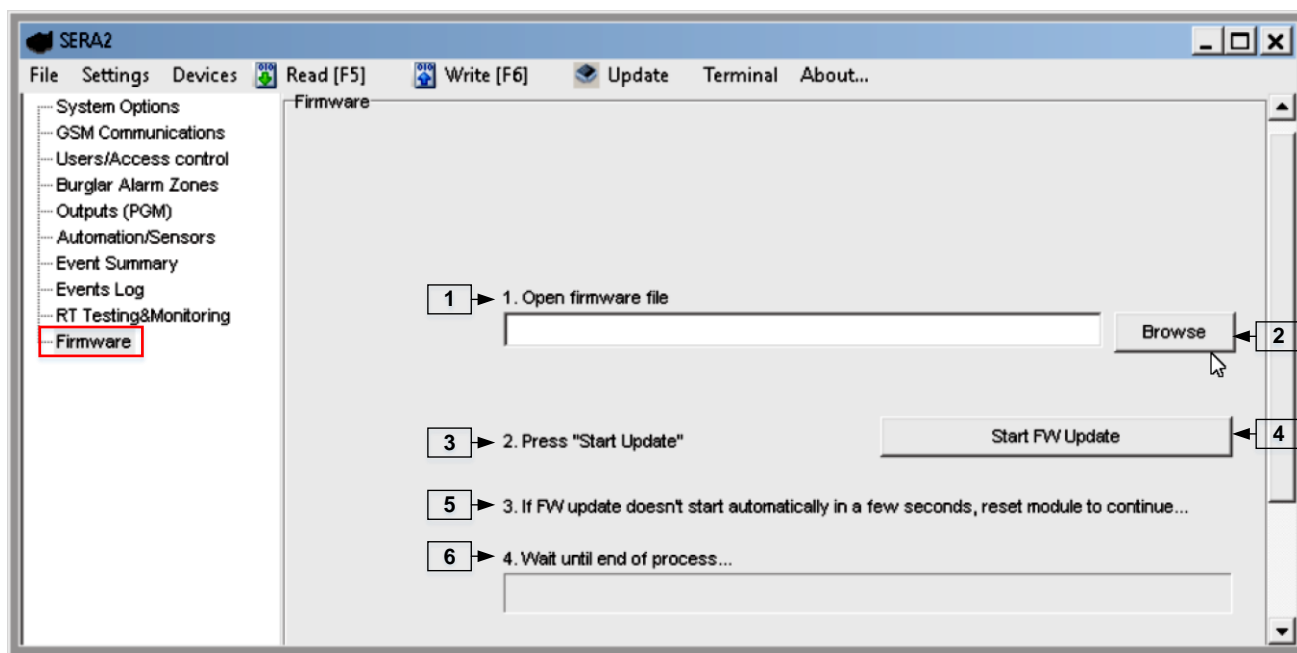 SERA2
File Settings Devices Read [F5] Write [F6] Update Terminal About...
System Options
GSM Communications
Users/Access control
Burglar Alarm Zones
Outputs (PGM)
Automation/Sensors
Event Summary
Events Log
RT Testing&Monitoring
Firmware
Firmware
1 1. Open firmware file
Browse 2
3 2. Press "Start Update"
Start FW Update 4
5 3. If FW update doesn't start automatically in a few seconds, reset module to continue...
6 4. Wait until end of process...